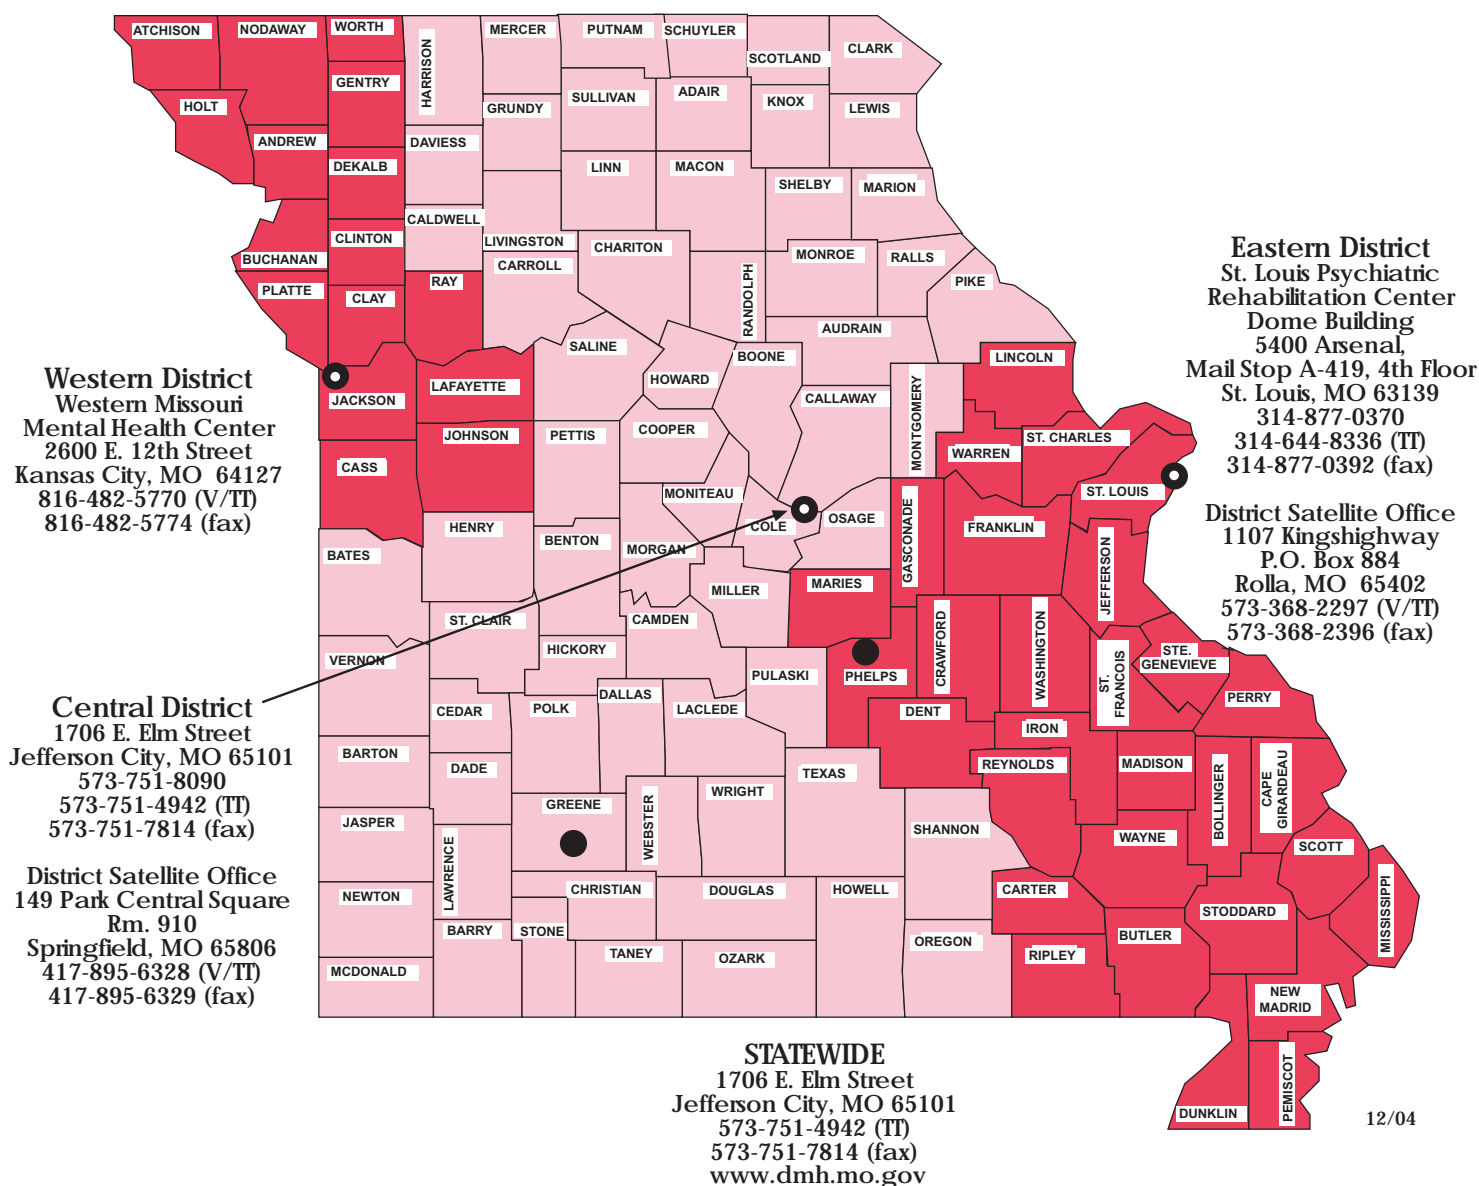 ATCHISON
NODAWAY
WORTH
HARRISON
MERCER
PUTNAM
SCHUYLER
SCOTLAND
CLARK
HOLT
GENTRY
GRUNDY
SULLIVAN
ADAIR
KNOX
LEWIS
ANDREW
DEKALB
DAVIESS
LINN
MACON
SHELBY
MARION
BUCHANAN
CLINTON
CALDWELL
LIVINGSTON
CHARITON
RANDOLPH
MONROE
RALLS
PIKE
PLATTE
CLAY
RAY
CARROLL
SALINE
HOWARD
BOONE
AUDRAIN
CALLAWAY
MONTGOMERY
LINCOLN
JACKSON
LAFAYETTE
JOHNSON
PETTIS
COOPER
WARREN
ST. CHARLES
ST. LOUIS
CASS
HENRY
BENTON
MORGAN
MONITEAU
COLE
OSAGE
GASCONADE
FRANKLIN
JEFFERSON
BATES
ST. CLAIR
CAMDEN
MILLER
MARIES
VERNON
HICKORY
PULASKI
PHELPS
CRAWFORD
WASHINGTON
ST.
FRANCOIS
STE.
GENEVIEVE
PERRY
CEDAR
POLK
DALLAS
LACLEDE
DENT
IRON
BARTON
DADE
TEXAS
REYNOLDS
MADISON
BOLLINGER
CAPE
GIRARDEAU
JASPER
LAWRENCE
GREENE
WEBSTER
WRIGHT
SHANNON
WAYNE
SCOTT
NEWTON
CHRISTIAN
DOUGLAS
HOWELL
CARTER
STODDARD
MISSISSIPPI
MCDONALD
BARRY
STONE
TANEY
OZARK
OREGON
RIPLEY
BUTLER
NEW
MADRID
DUNKLIN
PEMISCOT
Western District
Western Missouri
Mental Health Center
2600 E. 12th Street
Kansas City, MO 64127
816-482-5770 (V/TT)
816-482-5774 (fax)
Central District
1706 E. Elm Street
Jefferson City, MO 65101
573-751-8090
573-751-4942 (TT)
573-751-7814 (fax)
District Satellite Office
149 Park Central Square
Rm. 910
Springfield, MO 65806
417-895-6328 (V/TT)
417-895-6329 (fax)
Eastern District
St. Louis Psychiatric
Rehabilitation Center
Dome Building
5400 Arsenal,
Mail Stop A-419, 4th Floor
St. Louis, MO 63139
314-877-0370
314-644-8336 (TT)
314-877-0392 (fax)
District Satellite Office
1107 Kingshighway
P.O. Box 884
Rolla, MO 65402
573-368-2297 (V/TT)
573-368-2396 (fax)
STATEWIDE
1706 E. Elm Street
Jefferson City, MO 65101
573-751-4942 (TT)
573-751-7814 (fax)
www.dmh.mo.gov
12/04